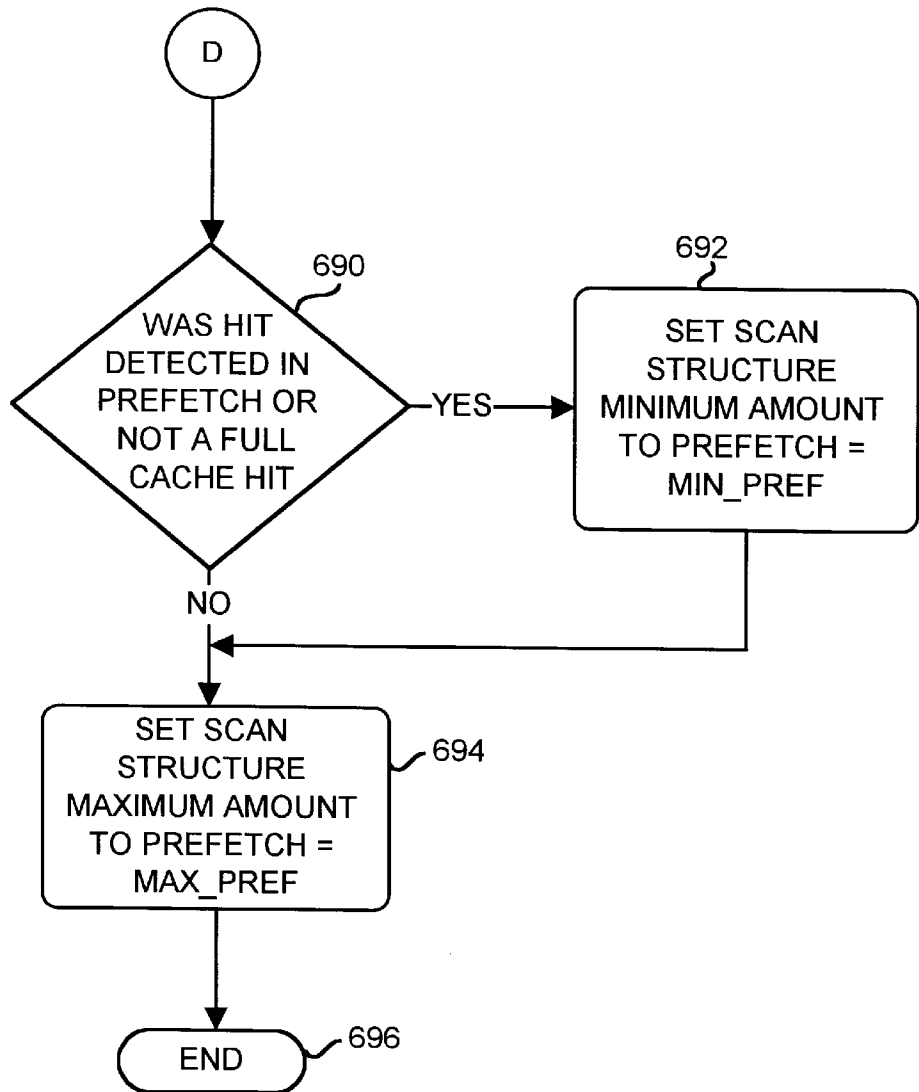 D
690
WAS HIT
DETECTED IN
PREFETCH OR
NOT A FULL
CACHE HIT
YES
692
SET SCAN
STRUCTURE
MINIMUM AMOUNT
TO PREFETCH =
MIN_PREF
NO
SET SCAN
STRUCTURE
MAXIMUM AMOUNT
TO PREFETCH =
MAX_PREF
694
END
696